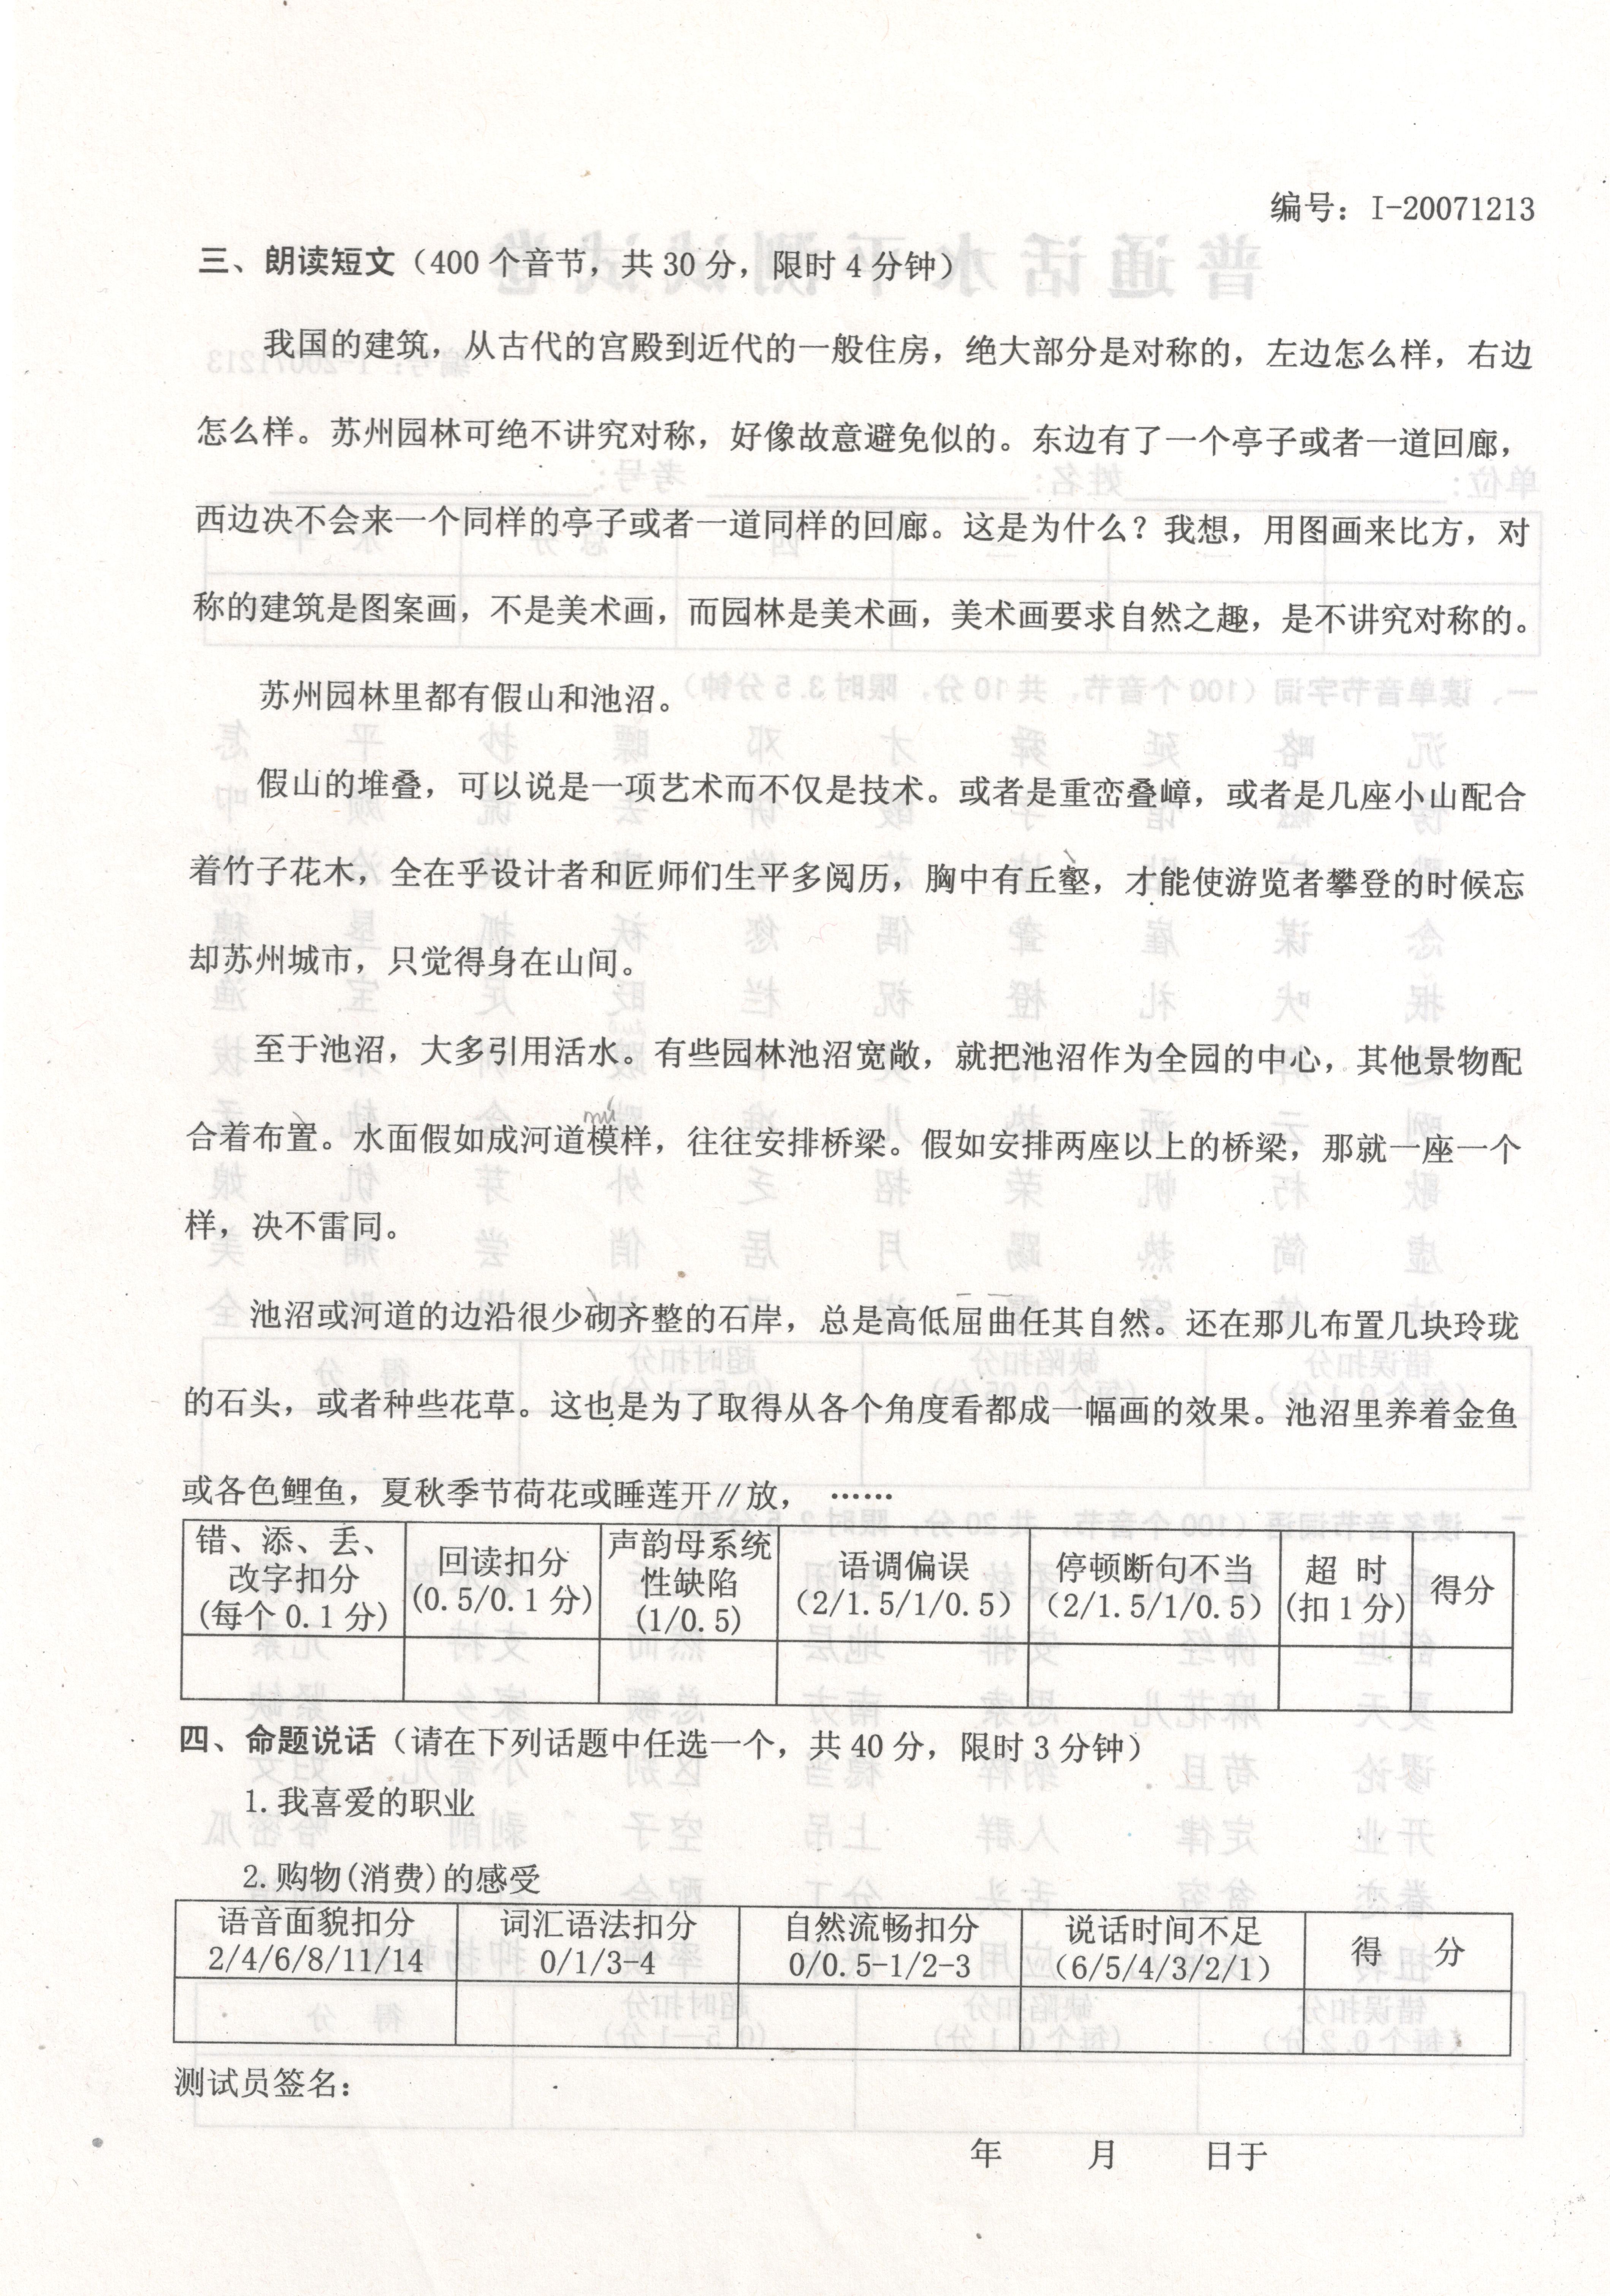 编号：I-20071213
三、朗读短文（400 个音节，共 30 分，限时 4 分钟）
我国的建筑，从古代的宫殿到近代的一般住房，绝大部分是对称的，左边怎么样，右边
怎么样。苏州园林可绝不讲究对称，好像故意避免似的。东边有了一个亭子或者一道回廊，
西边决不会来一个同样的亭子或者一道同样的回廊。这是为什么？我想，用图画来比方，对
称的建筑是图案画，不是美术画，而园林是美术画，美术画要求自然之趣，是不讲究对称的。
苏州园林里都有假山和池沼。
假山的堆叠，可以说是一项艺术而不仅是技术。或者是重峦叠嶂，或者是几座小山配合
着竹子花木，全在乎设计者和匠师们生平多阅历，胸中有丘壑，才能使游览者攀登的时候忘
却苏州城市，只觉得身在山间。
至于池沼，大多引用活水。有些园林池沼宽敞，就把池沼作为全园的中心，其他景物配
mú
合着布置。水面假如成河道模样，往往安排桥梁。假如安排两座以上的桥梁，那就一座一个
样，决不雷同。
池沼或河道的边沿很少砌齐整的石岸，总是高低屈曲任其自然。还在那儿布置几块玲珑
的石头，或者种些花草。这也是为了取得从各个角度看都成一幅画的效果。池沼里养着金鱼
或各色鲤鱼，夏秋季节荷花或睡莲开∥放， ……
错、添、丢、改字扣分(每个 0.1 分) 回读扣分(0.5/0.1 分) 声韵母系统性缺陷(1/0.5) 语调偏误（2/1.5/1/0.5） 停顿断句不当（2/1.5/1/0.5） 超 时(扣 1 分) 得分
四、命题说话（请在下列话题中任选一个，共 40 分，限时 3 分钟）
1.我喜爱的职业
2.购物(消费)的感受
语音面貌扣分 词汇语法扣分 自然流畅扣分 说话时间不足 得 分
2/4/6/8/11/14 0/1/3-4 0/0.5-1/2-3 （6/5/4/3/2/1）
测试员签名：
年 月 日于